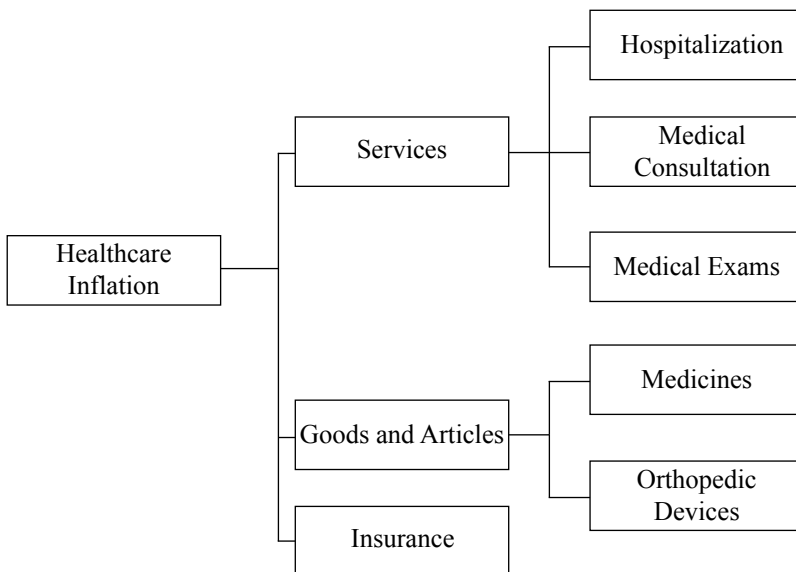 Hospitalization
Services
Medical
Consultation
Healthcare
Inflation
Medical Exams
Medicines
Goods and Articles
Orthopedic
Devices
Insurance